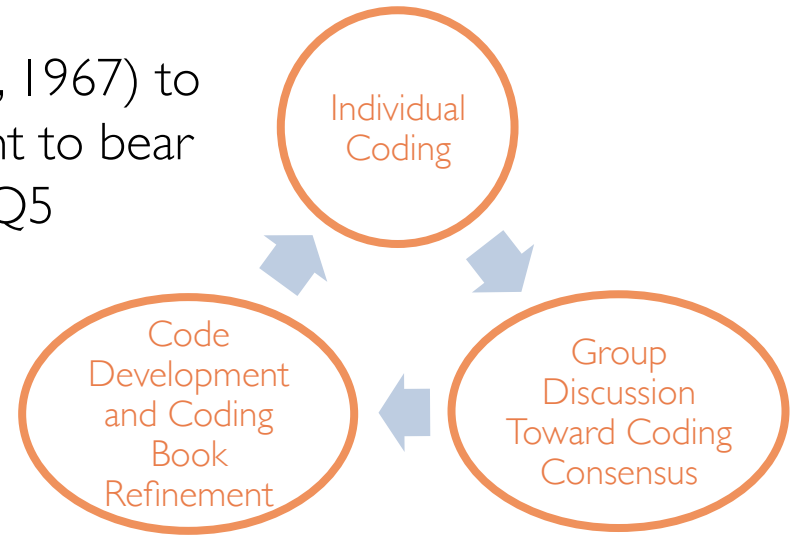 , 1967) to
nt to bear
Q5
Individual
Coding
Group
Discussion
Toward Coding
Consensus
Code
Development
and Coding
Book
Refinement